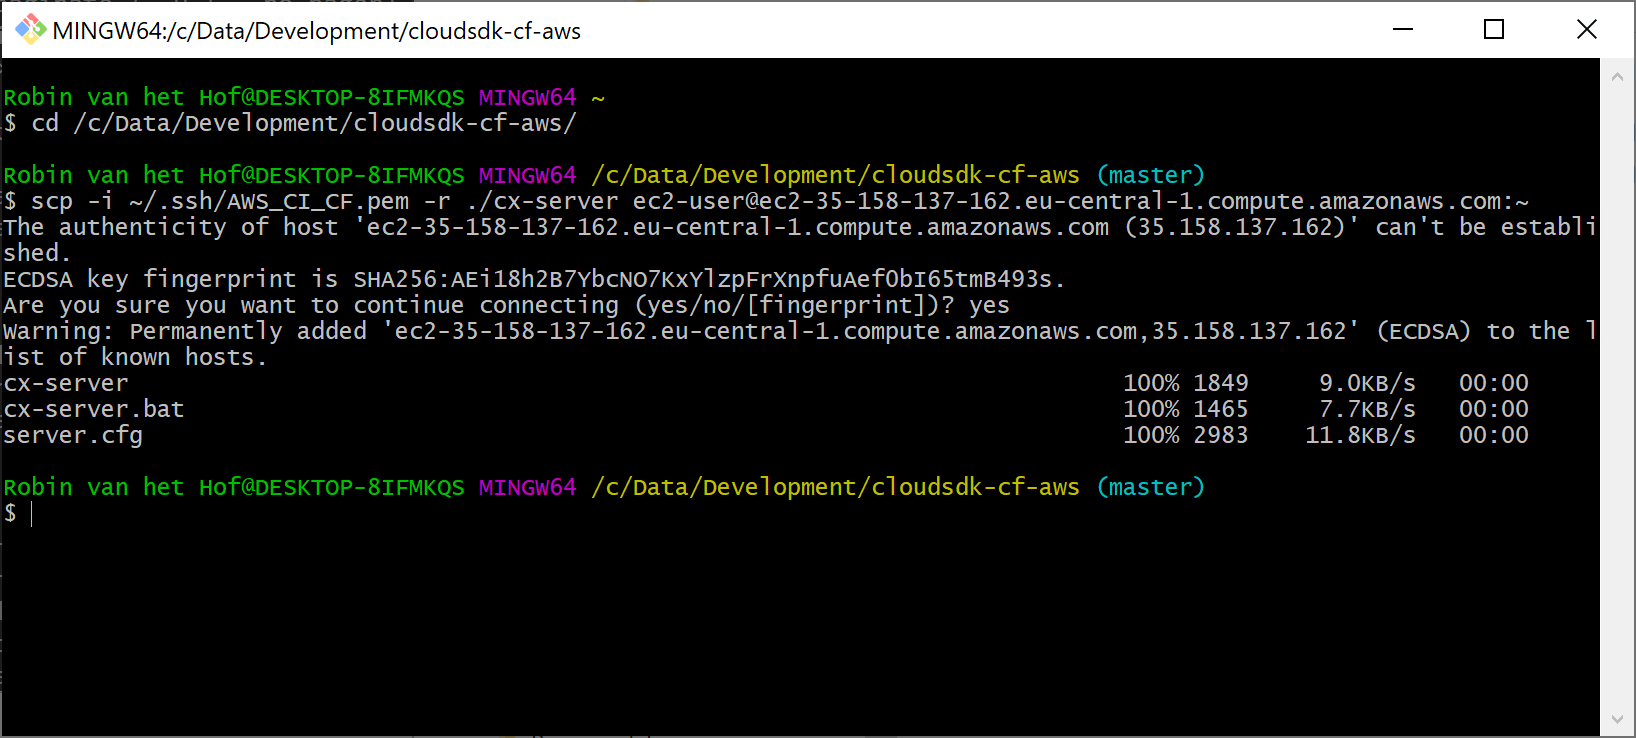 MINGW64:/c/Data/Development/cloudsdk-cf-aws
Robin van het Hof@DESKTOP-8IFMKQS MINGW64 ~
$ cd /c/Data/Development/cloudsdk-cf-aws/
Robin van het Hof@DESKTOP-8IFMKQS MINGW64 /c/Data/Development/cloudsdk-cf-aws (master)
$ scp -i ~/.ssh/AWS_CI_CF.pem -r ./cx-server ec2-user@ec2-35-158-137-162.eu-central-1.compute.amazonaws.com:~
The authenticity of host 'ec2-35-158-137-162.eu-central-1.compute.amazonaws.com (35.158.137.162)' can't be establi
shed.
ECDSA key fingerprint is SHA256:AEi18h2B7YbcNO7KxYlzpFrXnpfuAefObI65tmB493s.
Are you sure you want to continue connecting (yes/no/[fingerprint])? yes
Warning: Permanently added 'ec2-35-158-137-162.eu-central-1.compute.amazonaws.com,35.158.137.162' (ECDSA) to the l
ist of known hosts.
cx-server 100% 1849 9.0KB/s 00:00
cx-server.bat 100% 1465 7.7KB/s 00:00
server.cfg 100% 2983 11.8KB/s 00:00
Robin van het Hof@DESKTOP-8IFMKQS MINGW64 /c/Data/Development/cloudsdk-cf-aws (master)
$